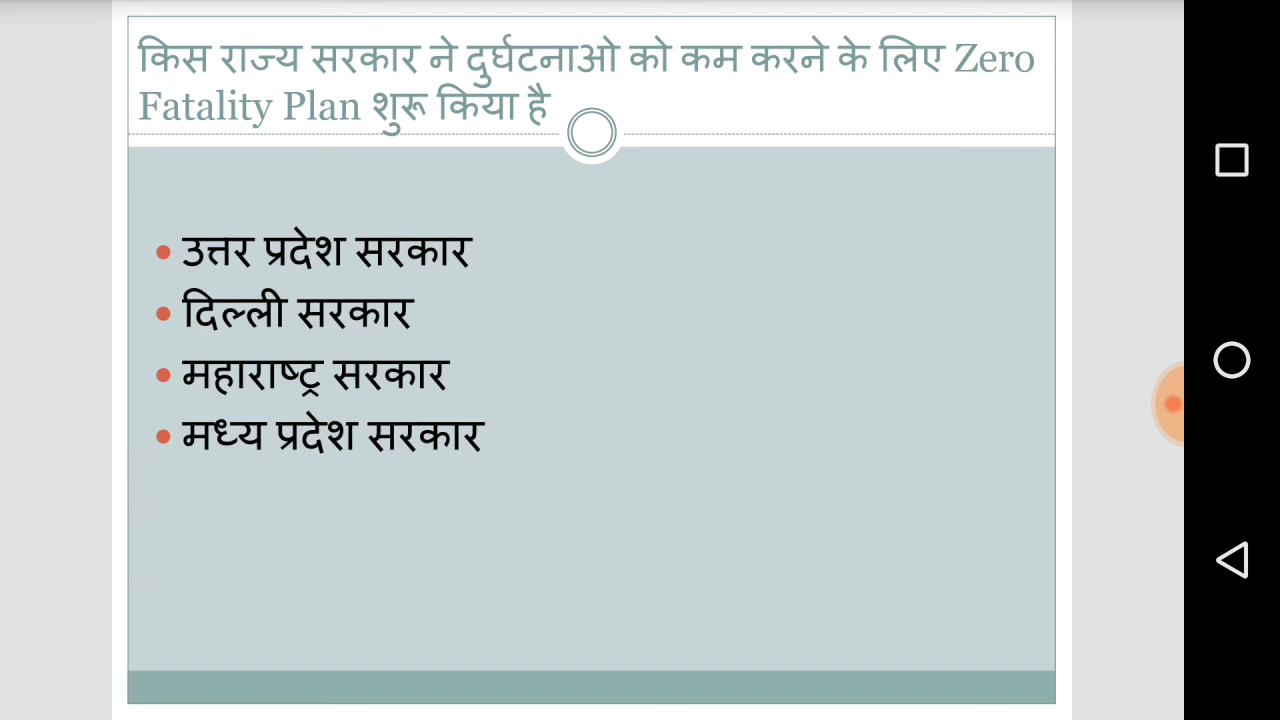 किस राज्य सरकार ने दुर्घटनाओ को कम करने के लिए Zero
Fatality Plan शुरू किया है
उत्तर प्रदेश सरकार
दिल्ली सरकार
महाराष्ट्र सरकार
मध्य प्रदेश सरकार